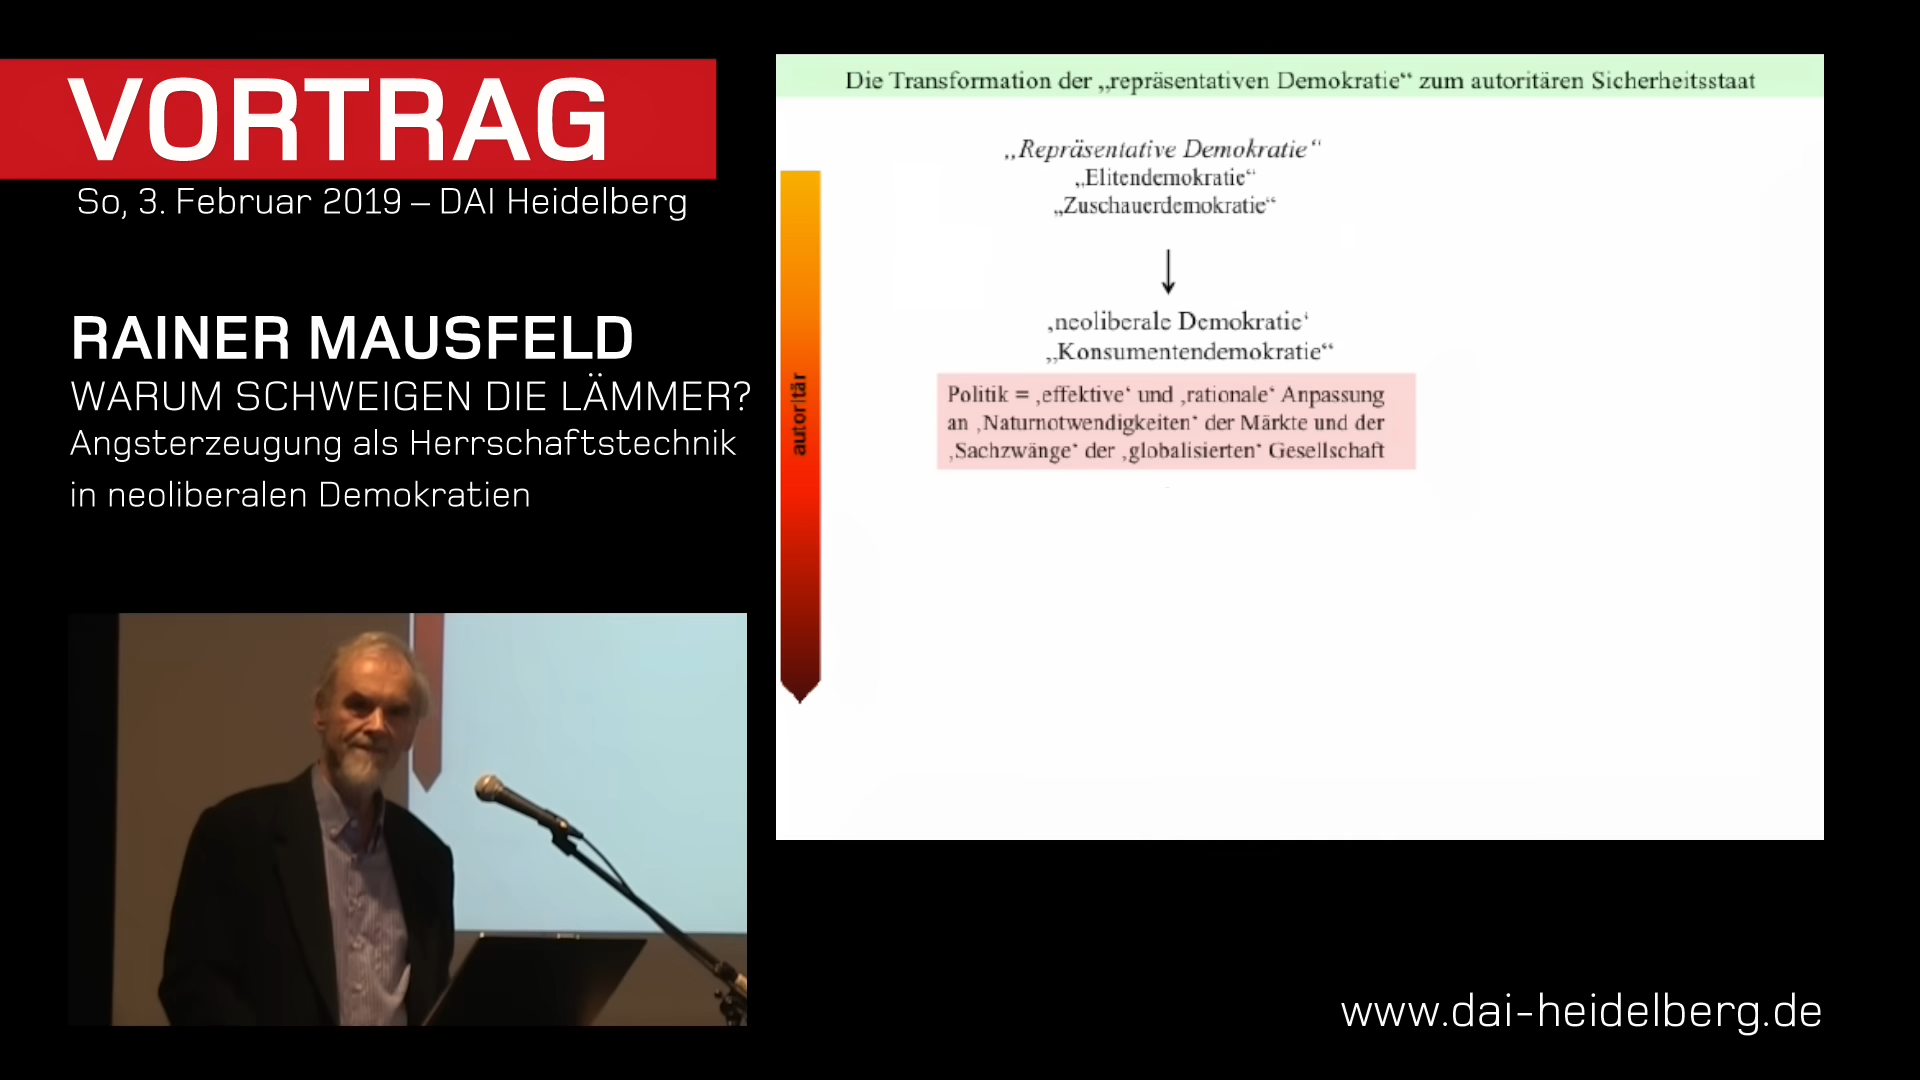 VORTRAG
So, 3. Februar 2019 – DAI Heidelberg
RAINER MAUSFELD
WARUM SCHWEIGEN DIE LÄMMER?
Angsterzeugung als Herrschaftstechnik
in neoliberalen Demokratien
Die Transformation der „repräsentativen Demokratie“ zum autoritären Sicherheitsstaat
„Repräsentative Demokratie“
„Elitendemokratie“
„Zuschauerdemokratie“
‚neoliberale Demokratie‘
„Konsumentendemokratie“
Politik = ‚effektive‘ und ‚rationale‘ Anpassung
an ‚Naturnotwendigkeiten‘ der Märkte und der
‚Sachzwänge‘ der ‚globalisierten‘ Gesellschaft
autoritär
www.dai-heidelberg.de